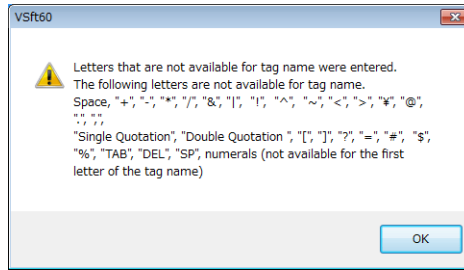 VSft60
Letters that are not available for tag name were entered.
The following letters are not available for tag name.
Space, "+", "-", "*", "/", "&", "|", "!", "^", "~", "<", ">", "¥", "@",
".", ",",
"Single Quotation", "Double Quotation ", "[", "]", "?", "=", "#", "$",
"%", "TAB", "DEL", "SP", numerals (not available for the first
letter of the tag name)
OK